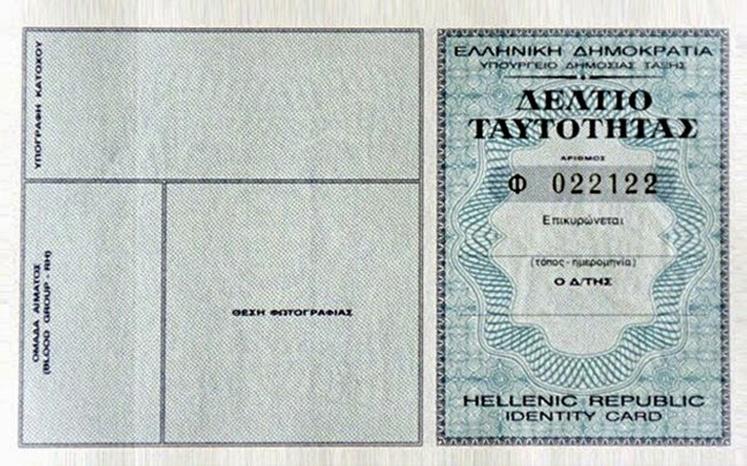 ΥΠΟΓΡΑΦΗ ΚΑΤΟΧΟΥ
ΟΜΑΔΑ ΑΙΜΑΤΟΣ
(BLOOD GROUP - RH)
ΘΕΣΗ ΦΩΤΟΓΡΑΦΙΑΣ
ΕΛΛΗΝΙΚΗ ΔΗΜΟΚΡΑΤΙΑ
ΥΠΟΥΡΓΕΙΟ ΔΗΜΟΣΙΑΣ ΤΑΞΗΣ
ΔΕΛΤΙΟ
ΤΑΥΤΟΤΗΤΑΣ
ΑΡΙΘΜΟΣ
Φ 022122
Επικυρώνεται
(τόπος - ημερομηνία)
Ο Δ/ΤΗΣ
HELLENIC REPUBLIC
IDENTITY CARD